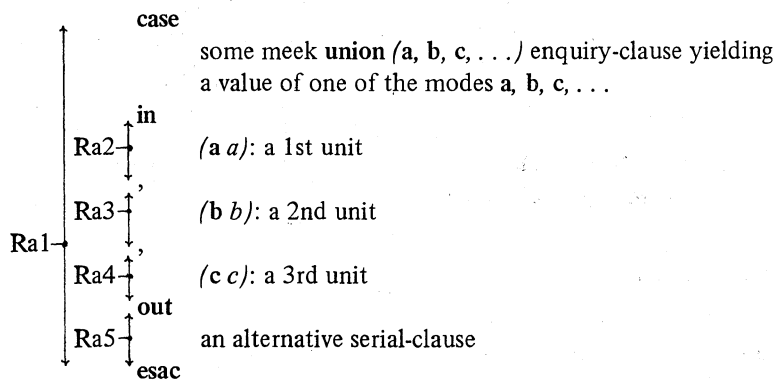 case
some meek union (a, b, c, . . .) enquiry-clause yielding
a value of one of the modes a, b, c, . . .
in
Ra2 (a a): a 1st unit
,
Ra3 (b b): a 2nd unit
Ra1
,
Ra4 (c c): a 3rd unit
out
Ra5 an alternative serial-clause
esac